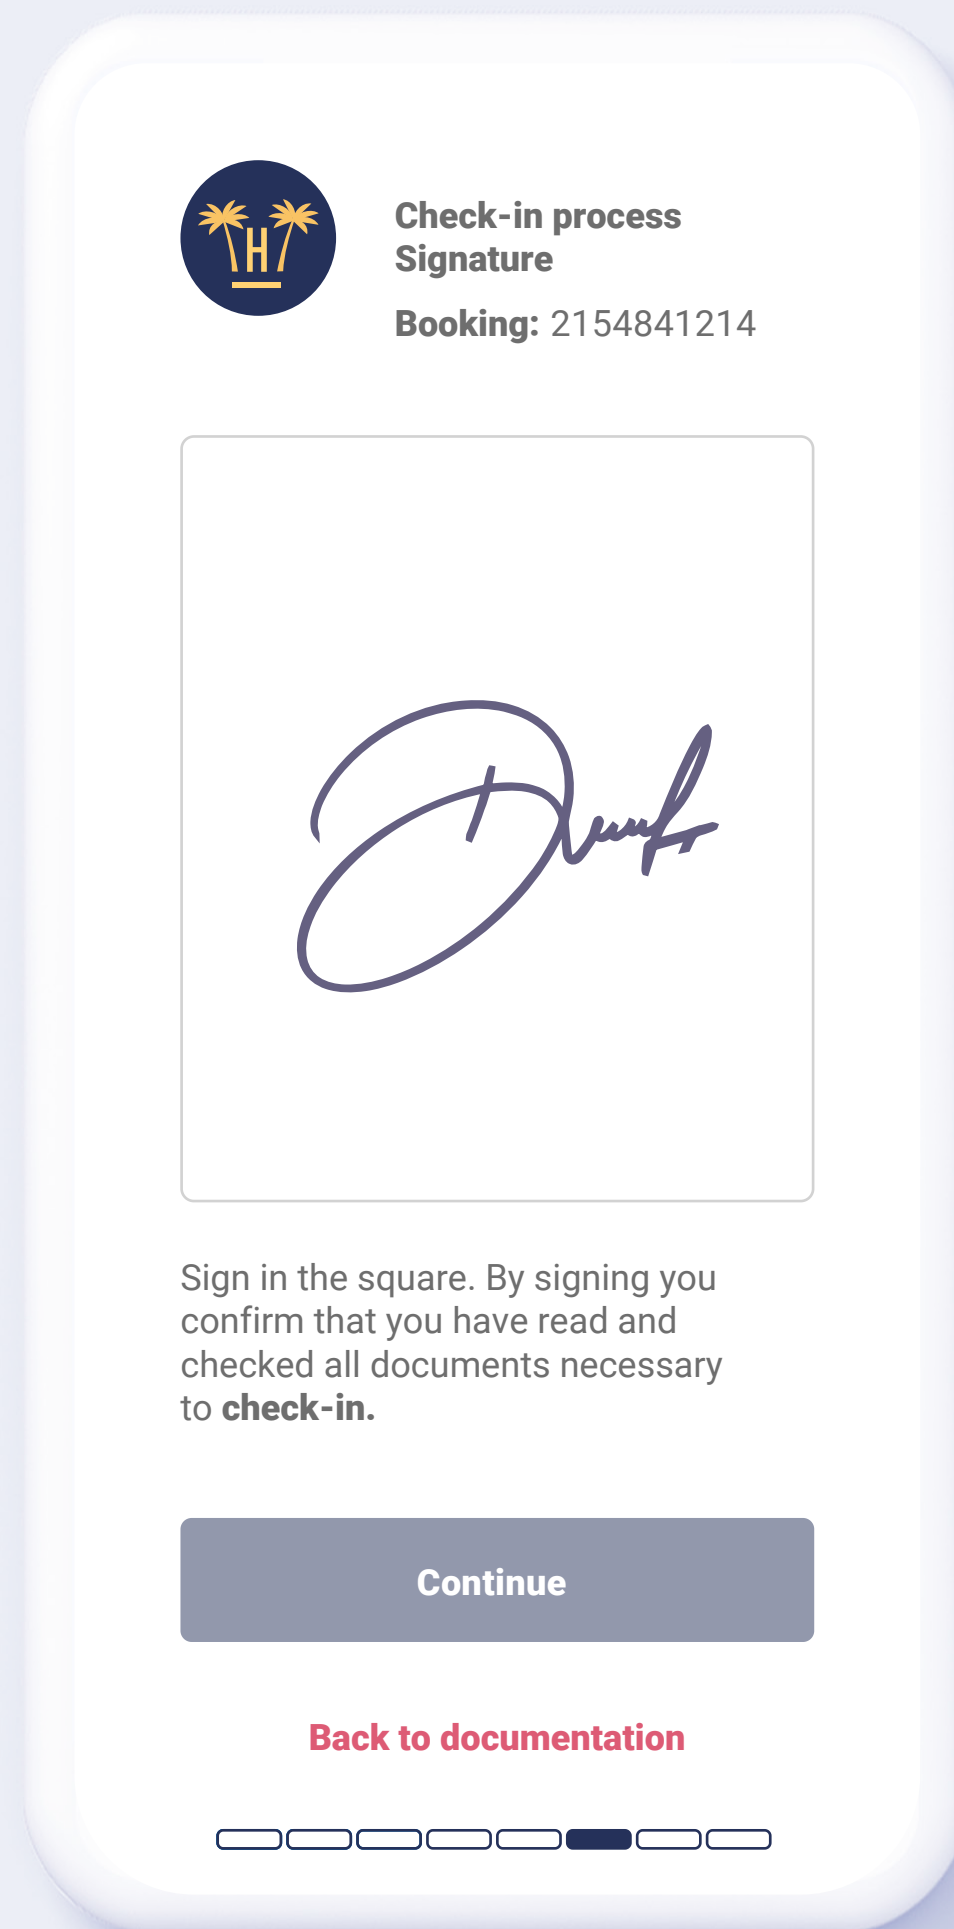 H
Check-in process
Signature
Booking: 2154841214
Sign in the square. By signing you
confirm that you have read and
checked all documents necessary
to check-in.
Continue
Back to documentation